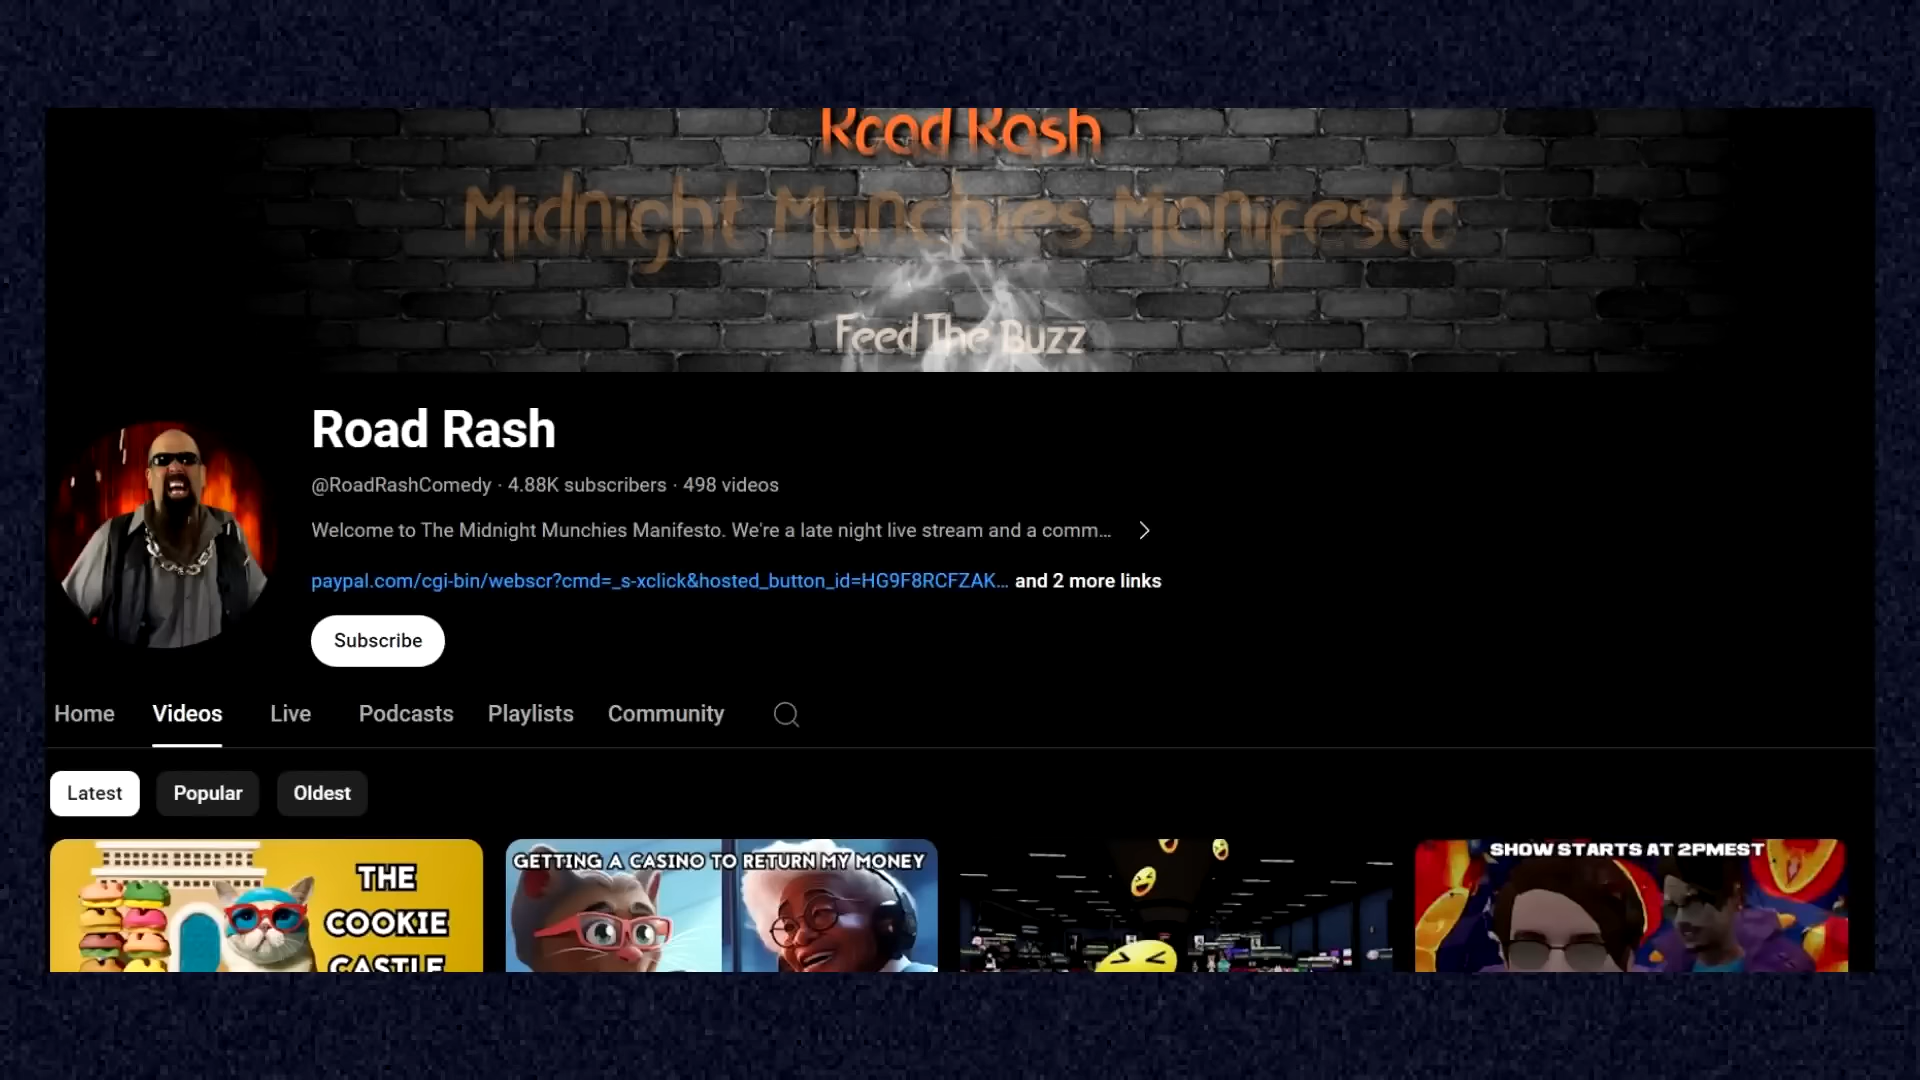 Road Rash
Midnight Munchies Manifesto
Feed The Buzz
Road Rash
@RoadRashComedy · 4.88K subscribers · 498 videos
Welcome to The Midnight Munchies Manifesto. We're a late night live stream and a comm...
paypal.com/cgi-bin/webscr?cmd=_s-xclick&hosted_button_id=HG9F8RCFZAK... and 2 more links
Subscribe
Home Videos Live Podcasts Playlists Community
Latest Popular Oldest
THE
COOKIE
CASTLE
GETTING A CASINO TO RETURN MY MONEY
SHOW STARTS AT 2PMEST